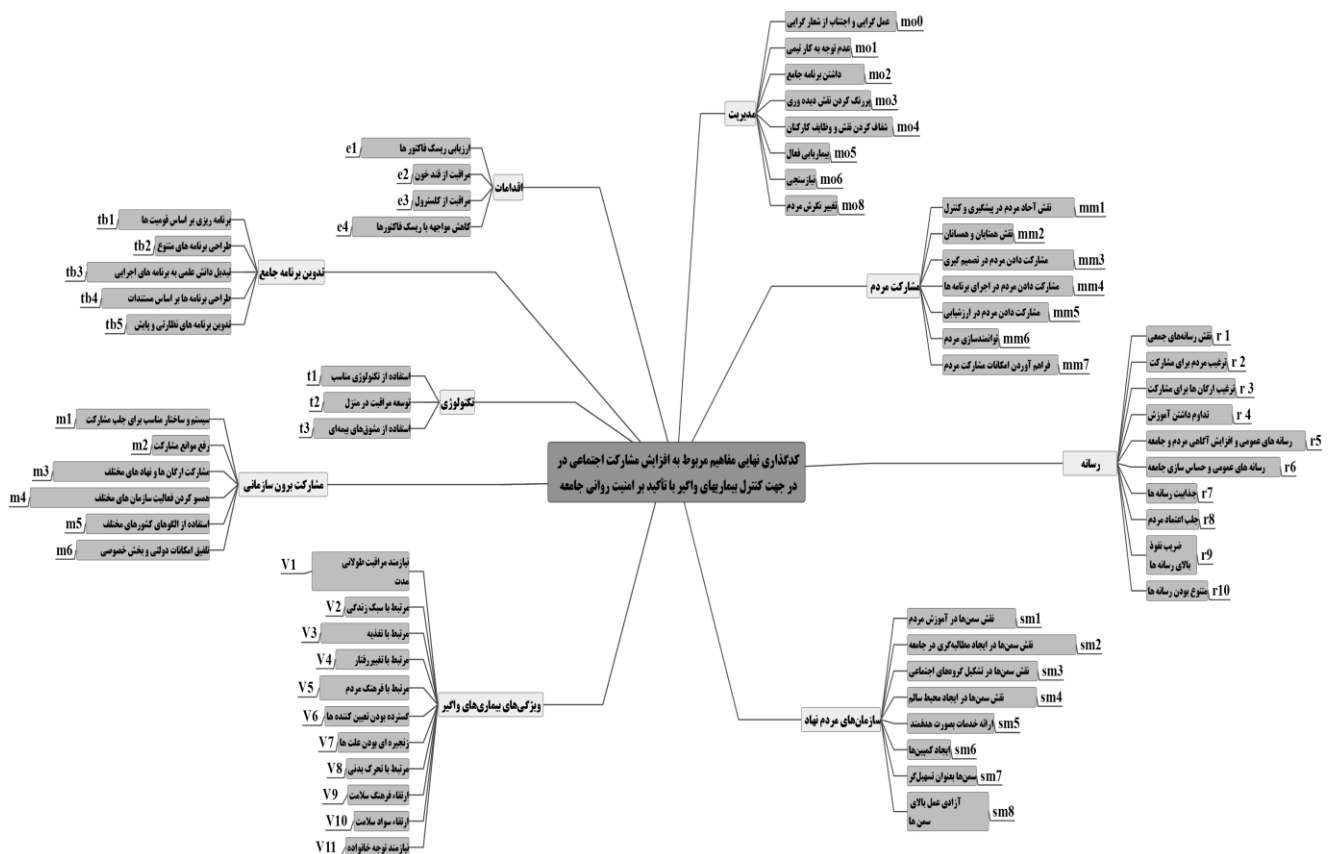 کدگذاری نهایی مفاهیم مربوط به افزایش مشارکت اجتماعی در
در جهت کنترل بیماریهای واگیر با تأکید بر امنیت روانی جامعه
مدیریت
عمل گرایی و اجتناب از شعار گرایی mo0
عدم توجه به کار تیمی mo1
داشتن برنامه جامع mo2
پررنگ کردن نقش دیده وری mo3
شفاف کردن نقش و وظایف کارکنان mo4
بیماریابی فعال mo5
نیازسنجی mo6
تغییر نگرش مردم mo8
مشارکت مردم
نقش آحاد مردم در پیشگیری و کنترل mm1
نقش همتایان و همسانان mm2
مشارکت دادن مردم در تصمیم گیری mm3
مشارکت دادن مردم در اجرای برنامه ها mm4
مشارکت دادن مردم در ارزشیابی mm5
توانمندسازی مردم mm6
فراهم آوردن امکانات مشارکت مردم mm7
رسانه
نقش رسانه‌های جمعی r 1
ترغیب مردم برای مشارکت r 2
ترغیب ارکان ها برای مشارکت r 3
تداوم داشتن آموزش r 4
رسانه های عمومی و افزایش آگاهی مردم و جامعه r5
رسانه های عمومی و حساس سازی جامعه r6
جذابیت رسانه ها r7
جلب اعتماد مردم r8
ضریب نفوذ
بالای رسانه ها r9
متنوع بودن رسانه ها r10
سازمان‌های مردم نهاد
نقش سمن‌ها در آموزش مردم sm1
نقش سمن‌ها در ایجاد مطالبه‌گری در جامعه sm2
نقش سمن‌ها در تشکیل گروه‌های اجتماعی sm3
نقش سمن‌ها در ایجاد محیط سالم sm4
ارائه خدمات بصورت هدفمند sm5
ایجاد کمپین‌ها sm6
سمن‌ها بعنوان تسهیل‌گر sm7
آزادی عمل بالای
سمن ها sm8
اقدامات
ارزیابی ریسک فاکتور ها e1
مراقبت از قند خون e2
مراقبت از کلسترول e3
کاهش مواجهه با ریسک فاکتورها e4
تدوین برنامه جامع
برنامه ریزی بر اساس قومیت ها tb1
طراحی برنامه های متنوع tb2
تبدیل دانش علمی به برنامه های اجرایی tb3
طراحی برنامه ها بر اساس مستندات tb4
تدوین برنامه های نظارتی و پایش tb5
تکنولوژی
استفاده از تکنولوژی مناسب t1
توسعه مراقبت در منزل t2
استفاده از مشوق‌های بیمه‌ای t3
مشارکت برون سازمانی
سیستم و ساختار مناسب برای جلب مشارکت m1
رفع موانع مشارکت m2
مشارکت ارکان ها و نهاد های مختلف m3
همسو کردن فعالیت سازمان های مختلف m4
استفاده از الگوهای کشورهای مختلف m5
تلفیق امکانات دولتی و بخش خصوصی m6
ویژگی‌های بیماری‌های واگیر
نیازمند مراقبت طولانی
مدت V1
مرتبط با سبک زندگی V2
مرتبط با تغذیه V3
مرتبط با تغییررفتار V4
مرتبط با فرهنگ مردم V5
گسترده بودن تعیین کننده ها V6
زنجیره ای بودن علت ها V7
مرتبط با تحرک بدنی V8
ارتقاء فرهنگ سلامت V9
ارتقاء سواد سلامت V10
نیازمند توجه خانواده V11